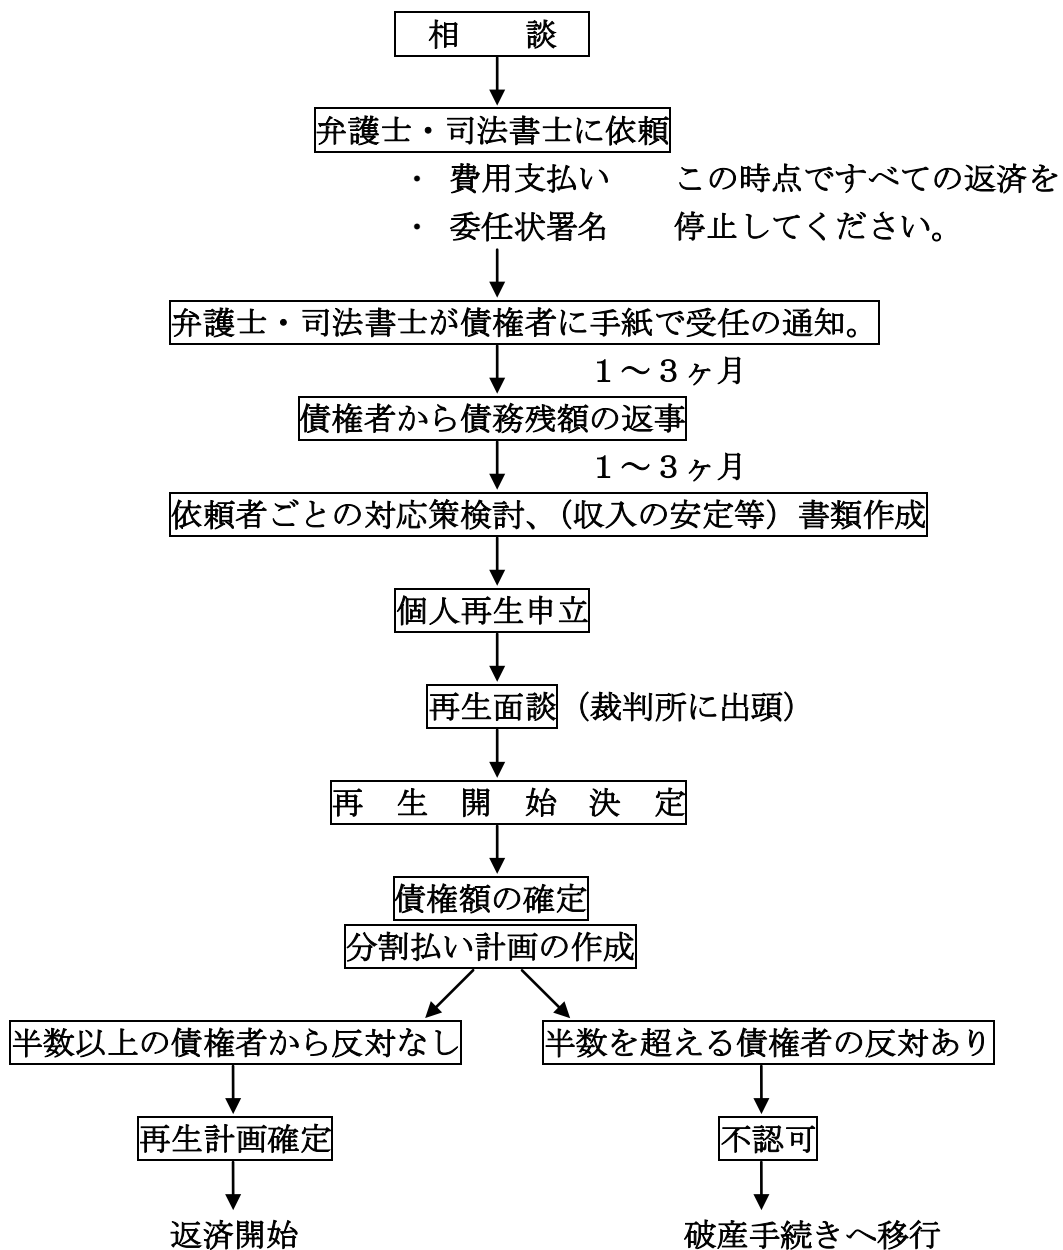 相　　談
弁護士・司法書士に依頼
・ 費用支払い　　この時点ですべての返済を
・ 委任状署名　　停止してください。
弁護士・司法書士が債権者に手紙で受任の通知。
１～３ヶ月
債権者から債務残額の返事
１～３ヶ月
依頼者ごとの対応策検討、（収入の安定等）書類作成
個人再生申立
再生面談（裁判所に出頭）
再　生　開　始　決　定
債権額の確定
分割払い計画の作成
半数以上の債権者から反対なし　　半数を超える債権者の反対あり
再生計画確定　　不認可
返済開始　　破産手続きへ移行